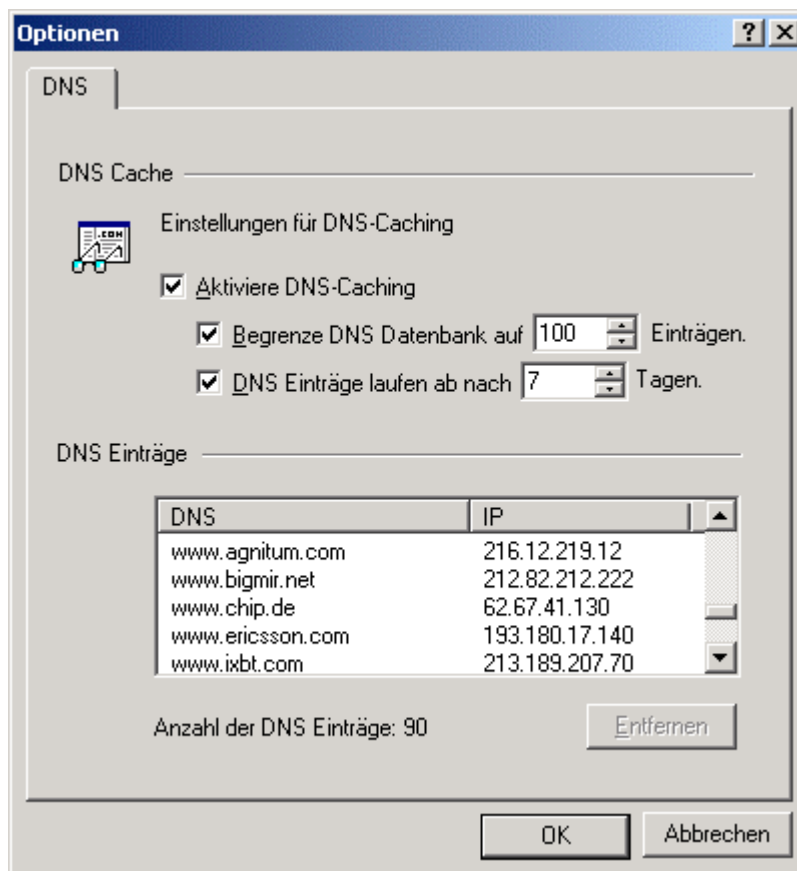 Optionen
DNS
DNS Cache
.COM
Einstellungen für DNS-Caching
Aktiviere DNS-Caching
Begrenze DNS Datenbank auf 100 Einträgen.
DNS Einträge laufen ab nach 7 Tagen.
DNS Einträge
DNS IP
www.agnitum.com 216.12.219.12
www.bigmir.net 212.82.212.222
www.chip.de 62.67.41.130
www.ericsson.com 193.180.17.140
www.ixbt.com 213.189.207.70
Anzahl der DNS Einträge: 90 Entfernen
OK Abbrechen